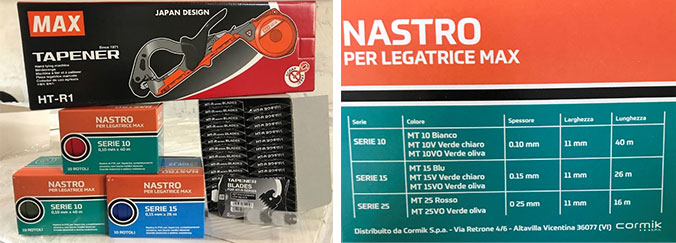 MAX
JAPAN DESIGN
TAPENER
Since 1971
Hand tying machine
HT-R1
NASTRO
PER LEGATRICE MAX
SERIE 10
0,10 mm x 40 m
10 ROTOLI
NASTRO
PER LEGATRICE MAX
SERIE 10
0,10 mm x 40 m
10 ROTOLI
NASTRO
PER LEGATRICE MAX
SERIE 15
0,15 mm x 26 m
10 ROTOLI
TAPENER
BLADES
NASTRO
PER LEGATRICE MAX
Serie Colore Spessore Larghezza Lunghezza
SERIE 10 MT 10 Bianco
MT 10V Verde chiaro 0.10 mm 11 mm 40 m
MT 10VO Verde oliva
SERIE 15 MT 15 Blu
MT 15V Verde chiaro 0.15 mm 11 mm 26 m
MT 15VO Verde oliva
SERIE 25 MT 25 Rosso
MT 25VO Verde oliva 0 25 mm 11 mm 16 m
Distribuito da Cormik S.p.a. - Via Retrone 4/6 - Altavilla Vicentina 36077 (VI) cormik